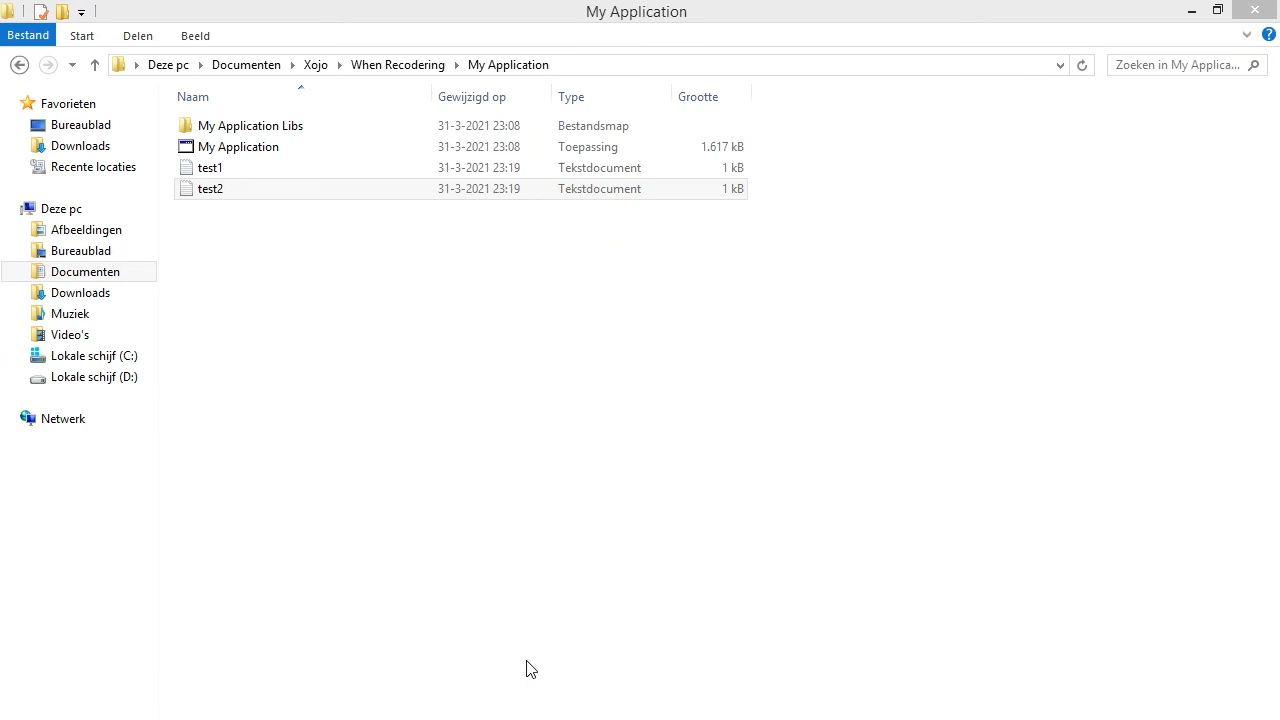 My Application
Bestand Start Delen Beeld
Deze pc Documenten Xojo When Recodering My Application
Zoeken in My Applica...
Naam Gewijzigd op Type Grootte
My Application Libs 31-3-2021 23:08 Bestandsmap
My Application 31-3-2021 23:08 Toepassing 1.617 kB
test1 31-3-2021 23:19 Tekstdocument 1 kB
test2 31-3-2021 23:19 Tekstdocument 1 kB
Favorieten
Bureaublad
Downloads
Recente locaties
Deze pc
Afbeeldingen
Bureaublad
Documenten
Downloads
Muziek
Video's
Lokale schijf (C:)
Lokale schijf (D:)
Netwerk